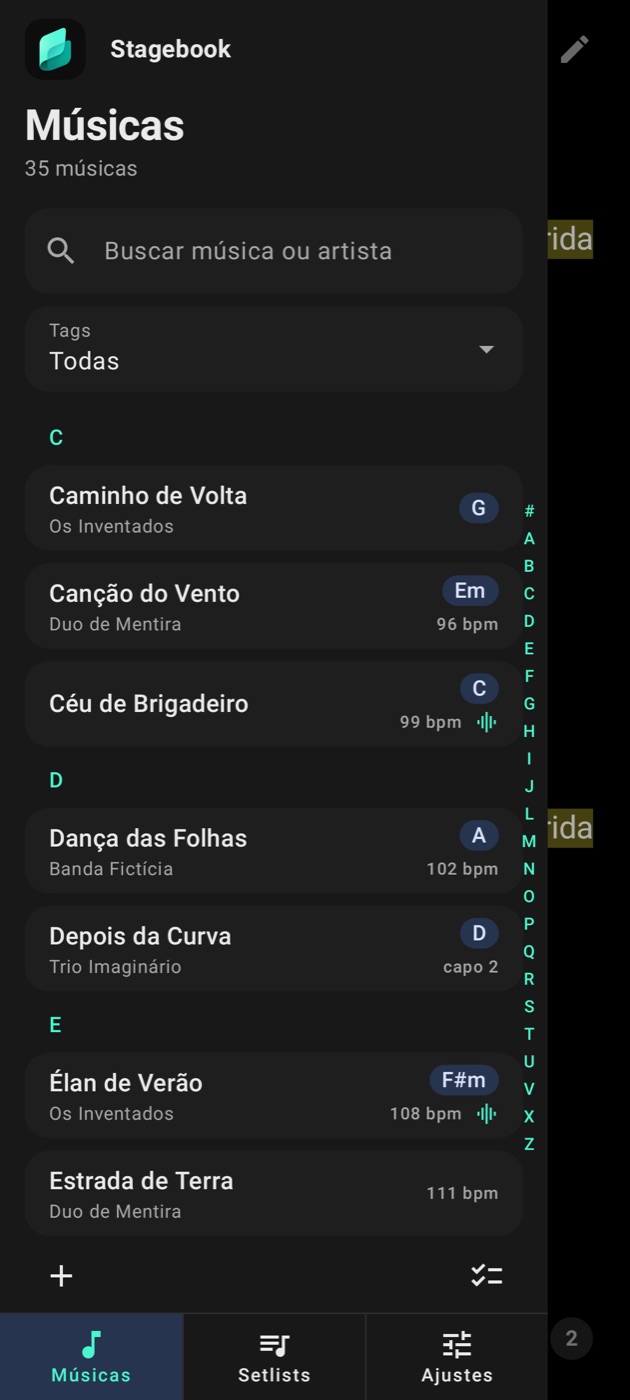 Stagebook
Músicas
35 músicas
Buscar música ou artista
Tags
Todas
C
Caminho de Volta
Os Inventados
G
Canção do Vento
Duo de Mentira
Em
96 bpm
Céu de Brigadeiro
C
99 bpm
D
Dança das Folhas
Banda Fictícia
A
102 bpm
Depois da Curva
Trio Imaginário
D
capo 2
E
Élan de Verão
Os Inventados
F#m
108 bpm
Estrada de Terra
Duo de Mentira
111 bpm
#
A
B
C
D
E
F
G
H
I
J
L
M
N
O
P
Q
R
S
T
U
V
X
Z
rida
rida
2
Músicas
Setlists
Ajustes